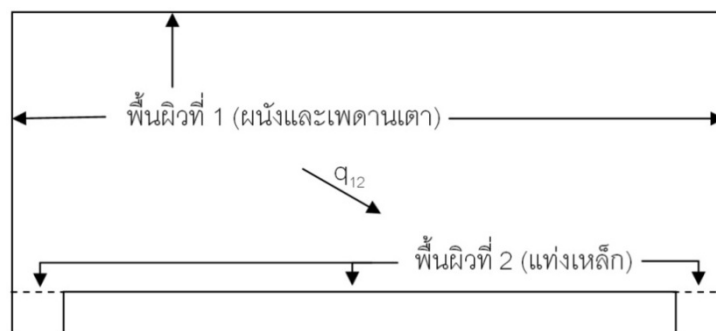 พื้นผิวที่ 1 (ผนังและเพดานเตา)
q₁₂
พื้นผิวที่ 2 (แท่งเหล็ก)